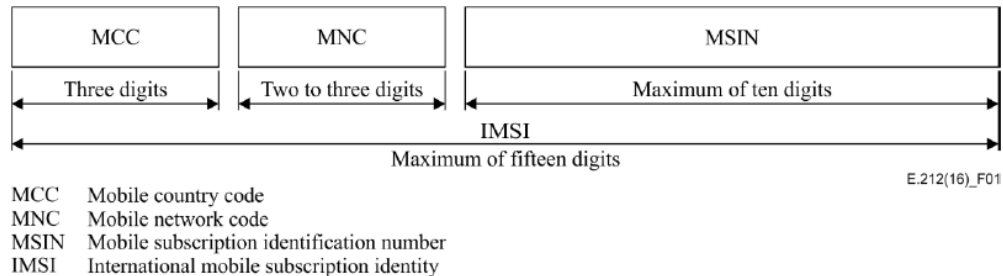 MCC MNC MSIN
Three digits Two to three digits Maximum of ten digits
IMSI
Maximum of fifteen digits
E.212(16)_F01
MCC Mobile country code
MNC Mobile network code
MSIN Mobile subscription identification number
IMSI International mobile subscription identity